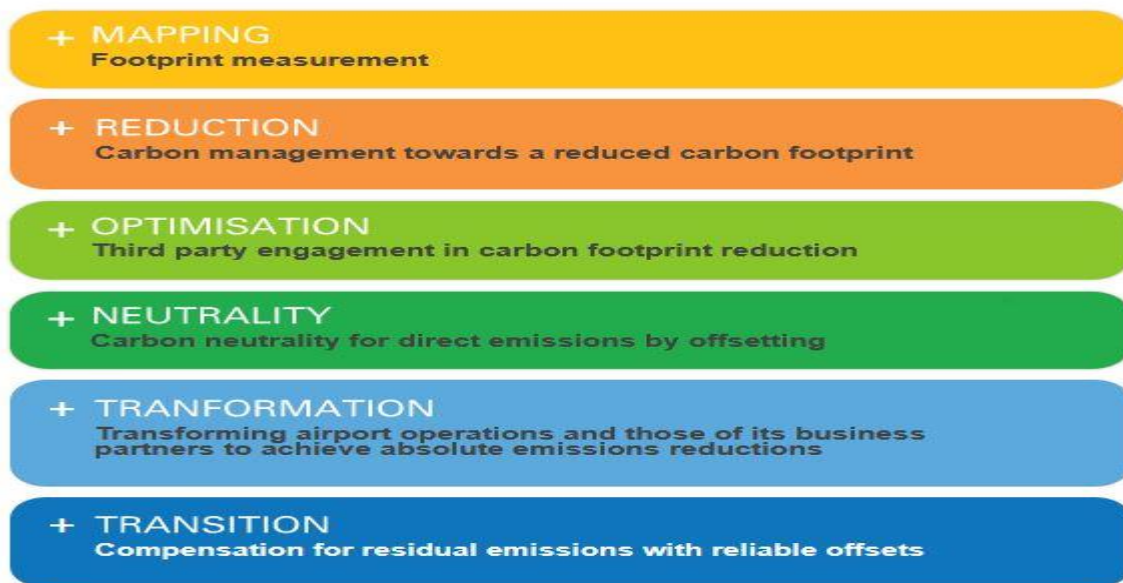 + MAPPING
Footprint measurement
+ REDUCTION
Carbon management towards a reduced carbon footprint
+ OPTIMISATION
Third party engagement in carbon footprint reduction
+ NEUTRALITY
Carbon neutrality for direct emissions by offsetting
+ TRANFORMATION
Transforming airport operations and those of its business
partners to achieve absolute emissions reductions
+ TRANSITION
Compensation for residual emissions with reliable offsets